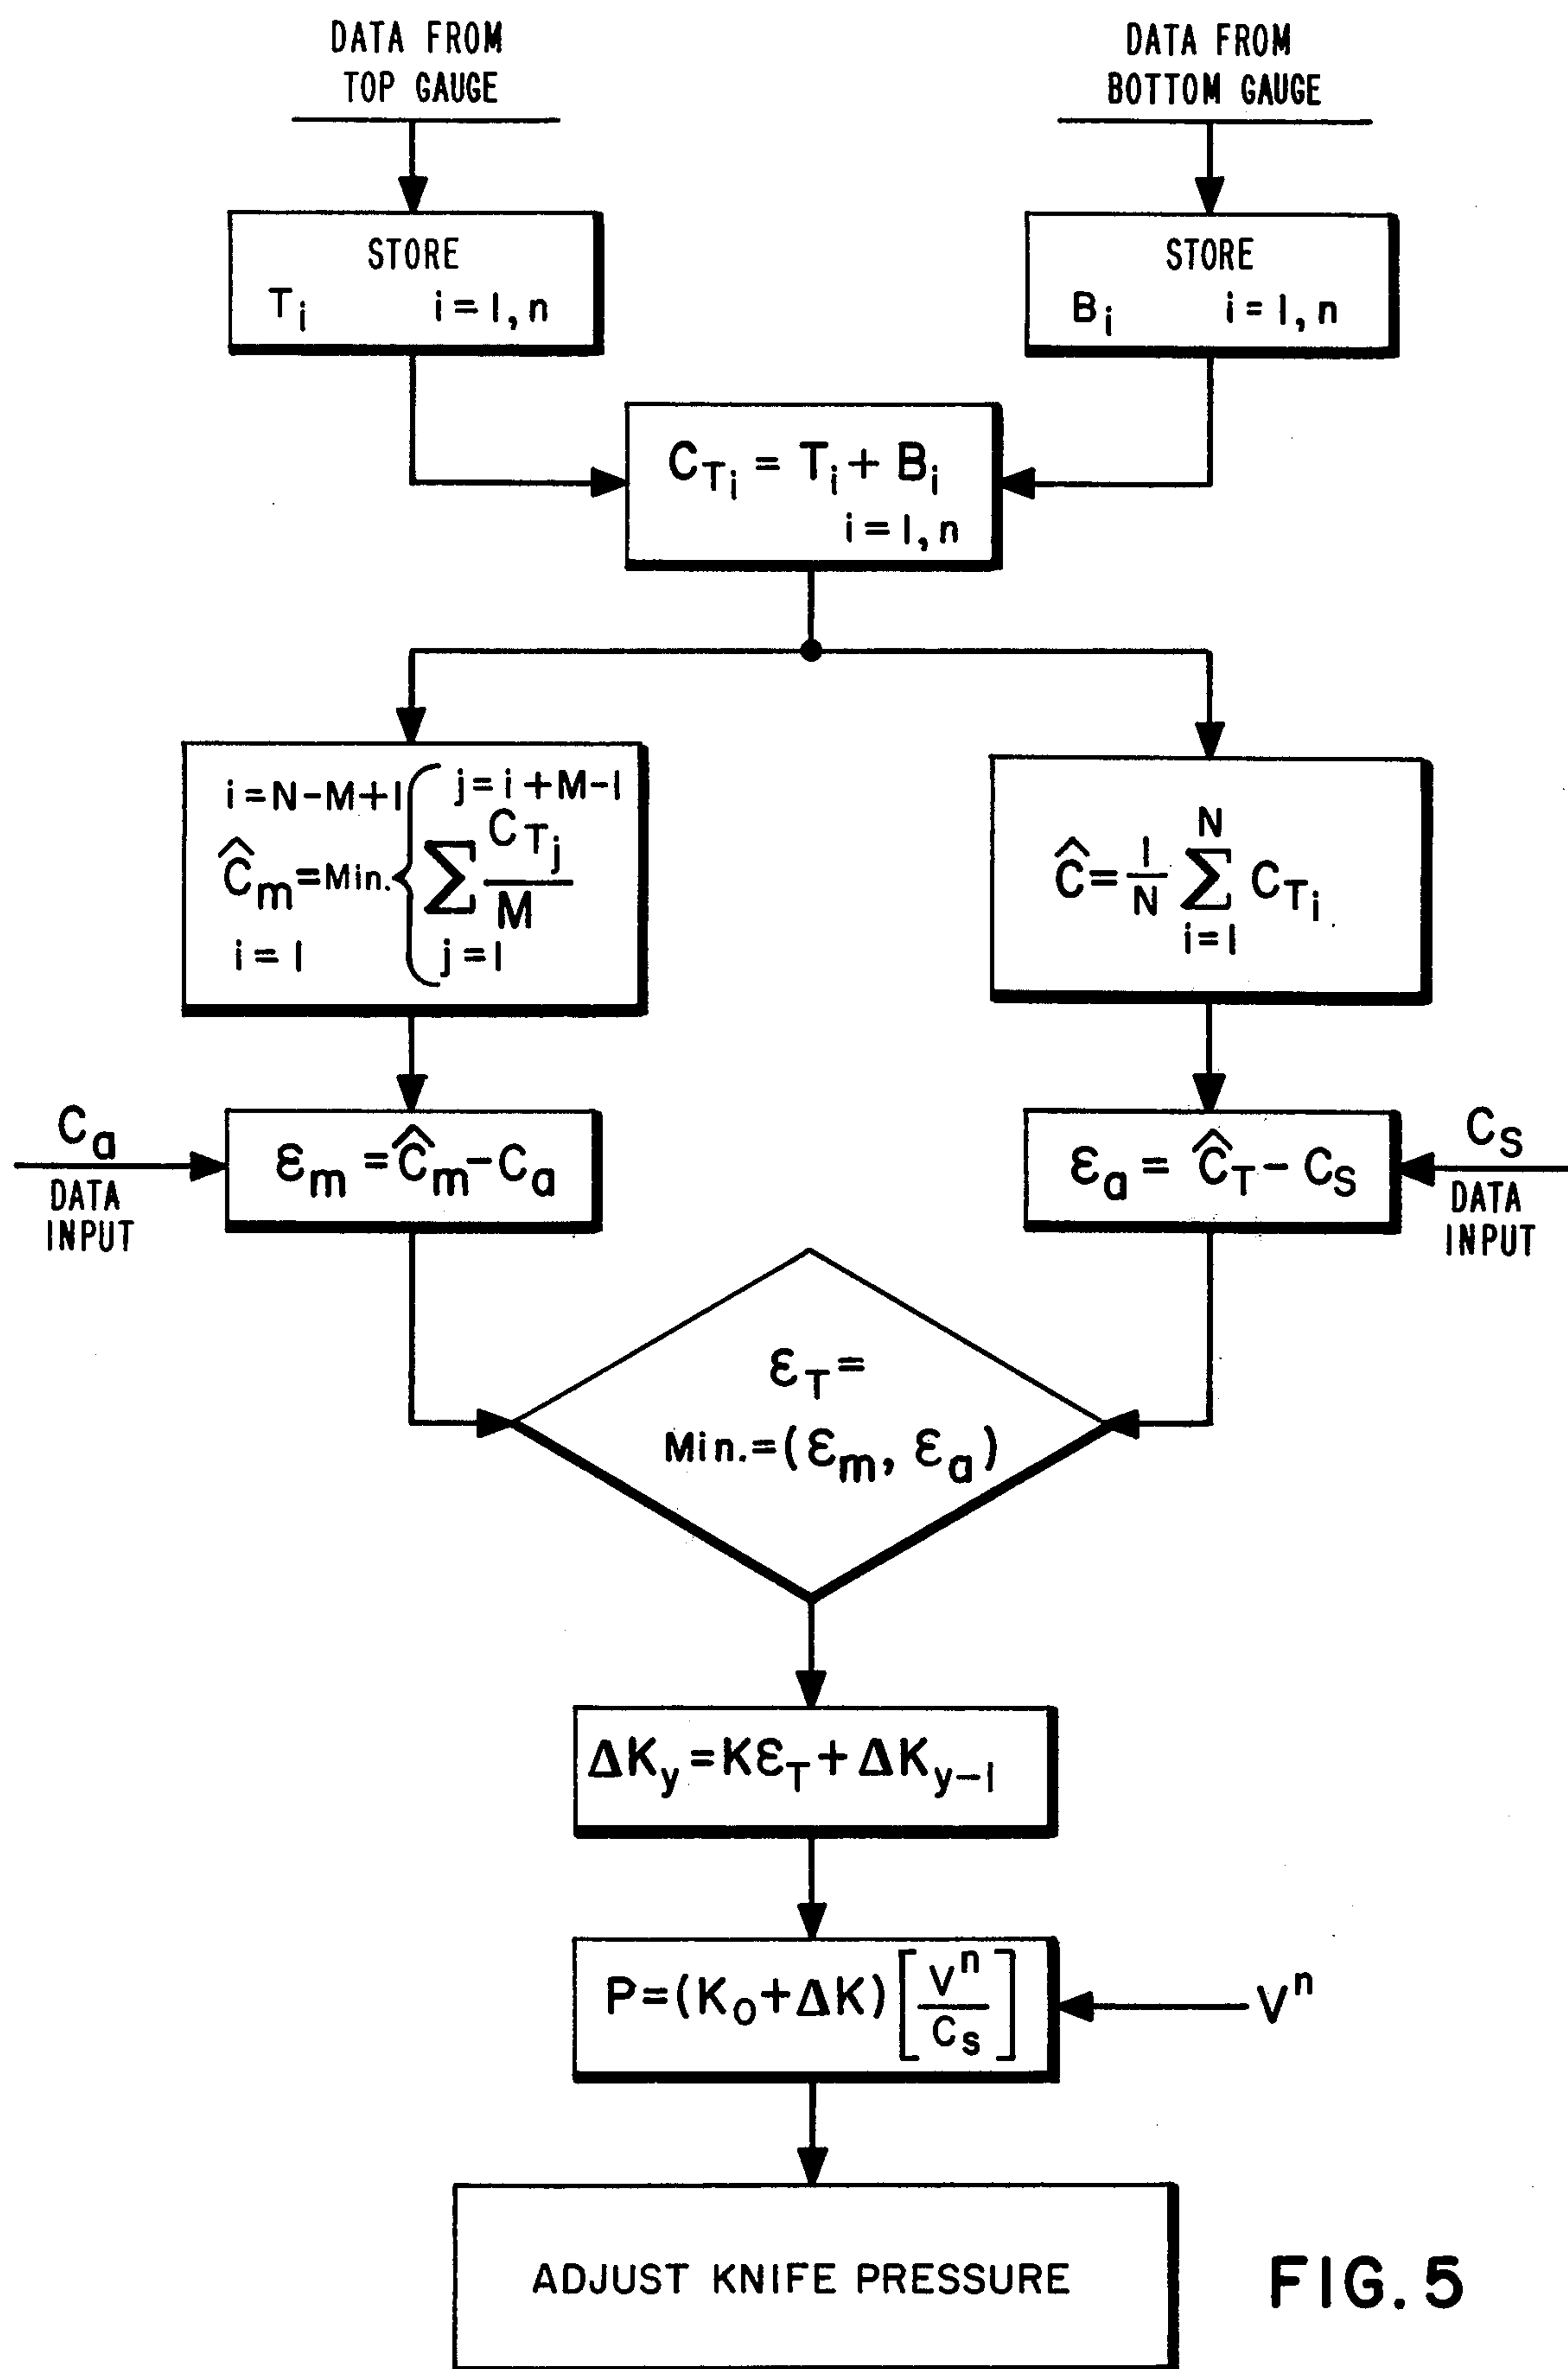 DATA FROM
TOP GAUGE
DATA FROM
BOTTOM GAUGE
STORE
Tᵢ i = 1, n
STORE
Bᵢ i = 1, n
C_Tᵢ = Tᵢ + Bᵢ
i = 1, n
i = N-M+1 { j = i + M-1
Ĉm = Min. { ∑ C_Tⱼ / M
i = 1 { j = 1
N
Ĉ = 1/N ∑ C_Tᵢ
i = 1
Ca
DATA
INPUT
εm = Ĉm - Ca
εa = ĈT - CS
CS
DATA
INPUT
εT =
Min. = (εm, εa)
ΔKy = KεT + ΔKy-1
P = (KO + ΔK) [Vⁿ / Cs]
Vⁿ
ADJUST KNIFE PRESSURE
FIG. 5